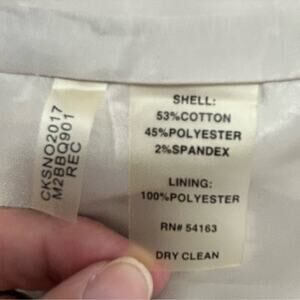 CKSNO2017
M2BBQ901
REC
SHELL:
53%COTTON
45%POLYESTER
2%SPANDEX
LINING:
100%POLYESTER
RN# 54163
DRY CLEAN